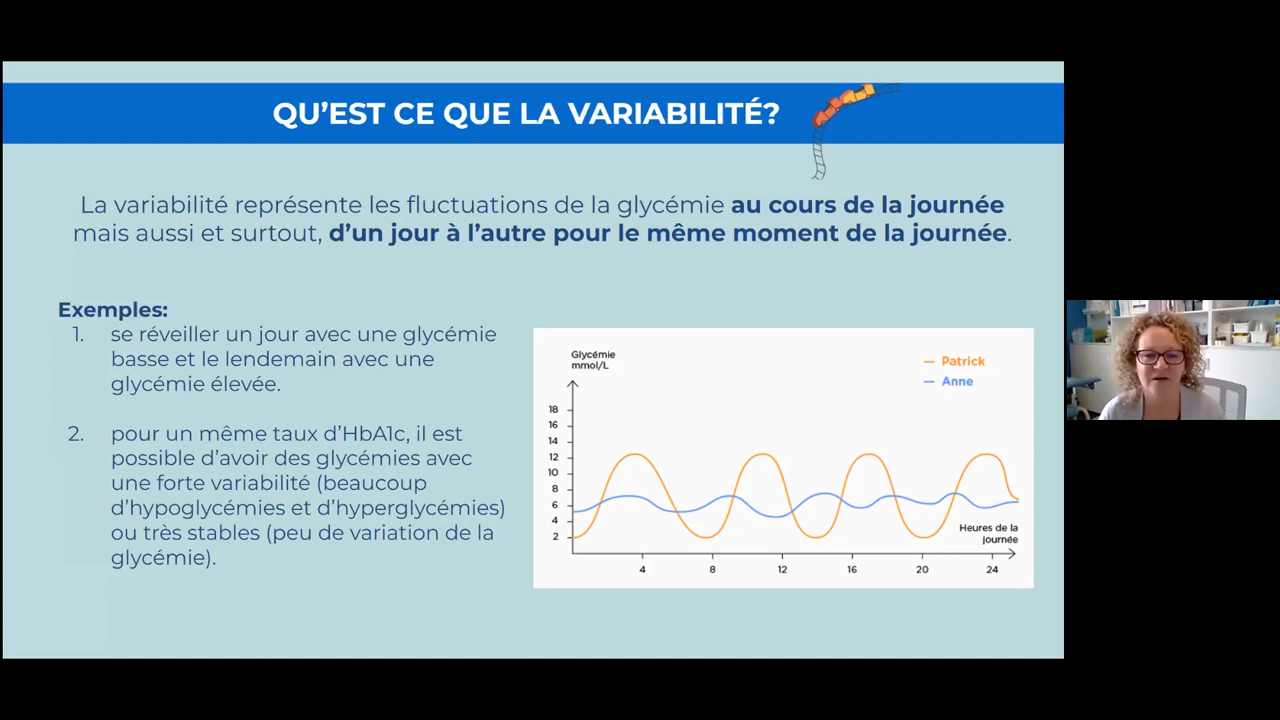 QU'EST CE QUE LA VARIABILITÉ?
La variabilité représente les fluctuations de la glycémie au cours de la journée
mais aussi et surtout, d'un jour à l'autre pour le même moment de la journée.
Exemples:
1. se réveiller un jour avec une glycémie
basse et le lendemain avec une
glycémie élevée.
2. pour un même taux d'HbA1c, il est
possible d'avoir des glycémies avec
une forte variabilité (beaucoup
d'hypoglycémies et d'hyperglycémies)
ou très stables (peu de variation de la
glycémie).
Glycémie
mmol/L
Patrick
Anne
18
16
14
12
10
8
6
4
2
Heures de la
journée
4 8 12 16 20 24